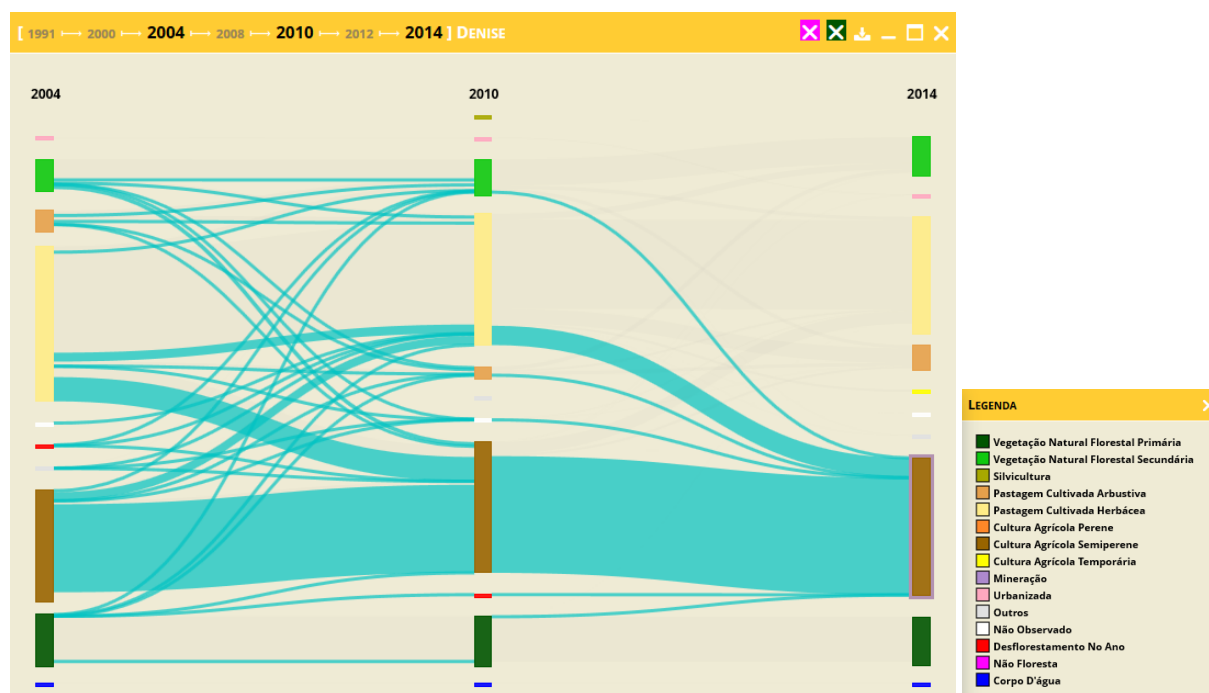 [ 1991 ⟼ 2000 ⟼ 2004 ⟼ 2008 ⟼ 2010 ⟼ 2012 ⟼ 2014 ] DENISE
2004 2010 2014
LEGENDA
Vegetação Natural Florestal Primária
Vegetação Natural Florestal Secundária
Silvicultura
Pastagem Cultivada Arbustiva
Pastagem Cultivada Herbácea
Cultura Agrícola Perene
Cultura Agrícola Semiperene
Cultura Agrícola Temporária
Mineração
Urbanizada
Outros
Não Observado
Desflorestamento No Ano
Não Floresta
Corpo D'água